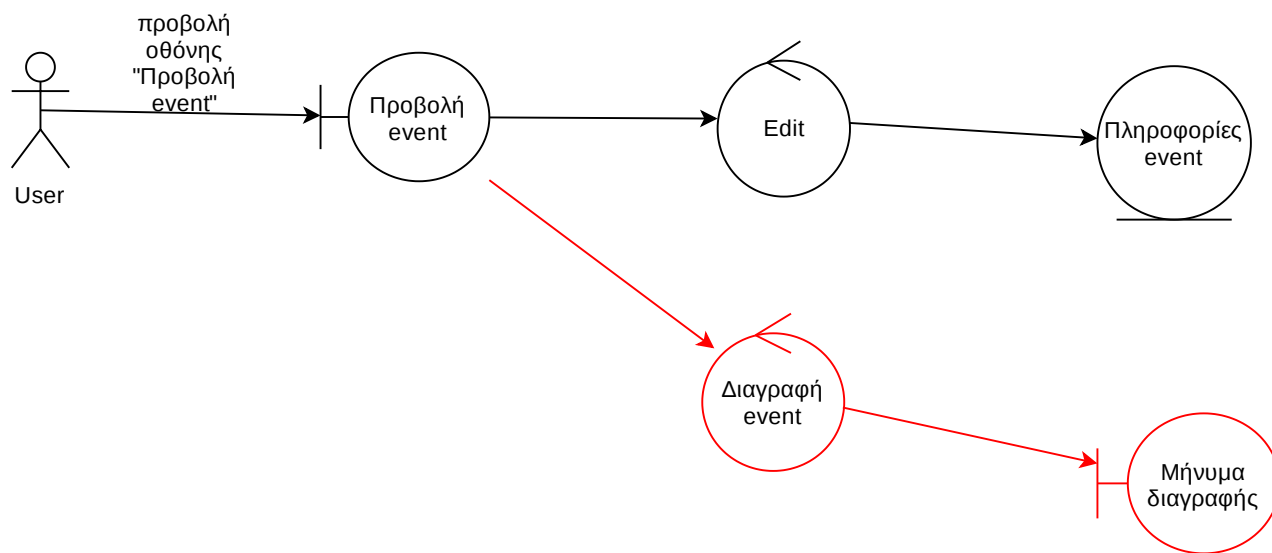 προβολή
οθόνης
"Προβολή
event"
User
Προβολή
event
Edit
Πληροφορίες
event
Διαγραφή
event
Μήνυμα
διαγραφής